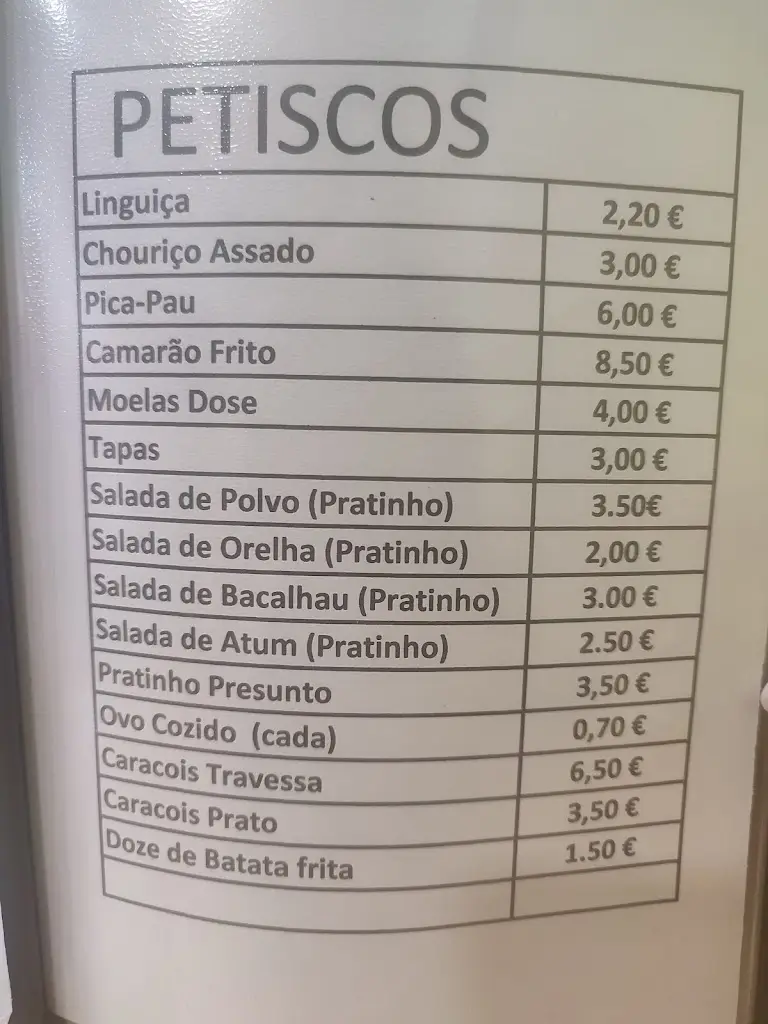 PETISCOS
Linguiça 2,20 €
Chouriço Assado 3,00 €
Pica-Pau 6,00 €
Camarão Frito 8,50 €
Moelas Dose 4,00 €
Tapas 3,00 €
Salada de Polvo (Pratinho) 3.50€
Salada de Orelha (Pratinho) 2,00 €
Salada de Bacalhau (Pratinho) 3.00 €
Salada de Atum (Pratinho) 2.50 €
Pratinho Presunto 3,50 €
Ovo Cozido (cada) 0,70 €
Caracois Travessa 6,50 €
Caracois Prato 3,50 €
Doze de Batata frita 1.50 €